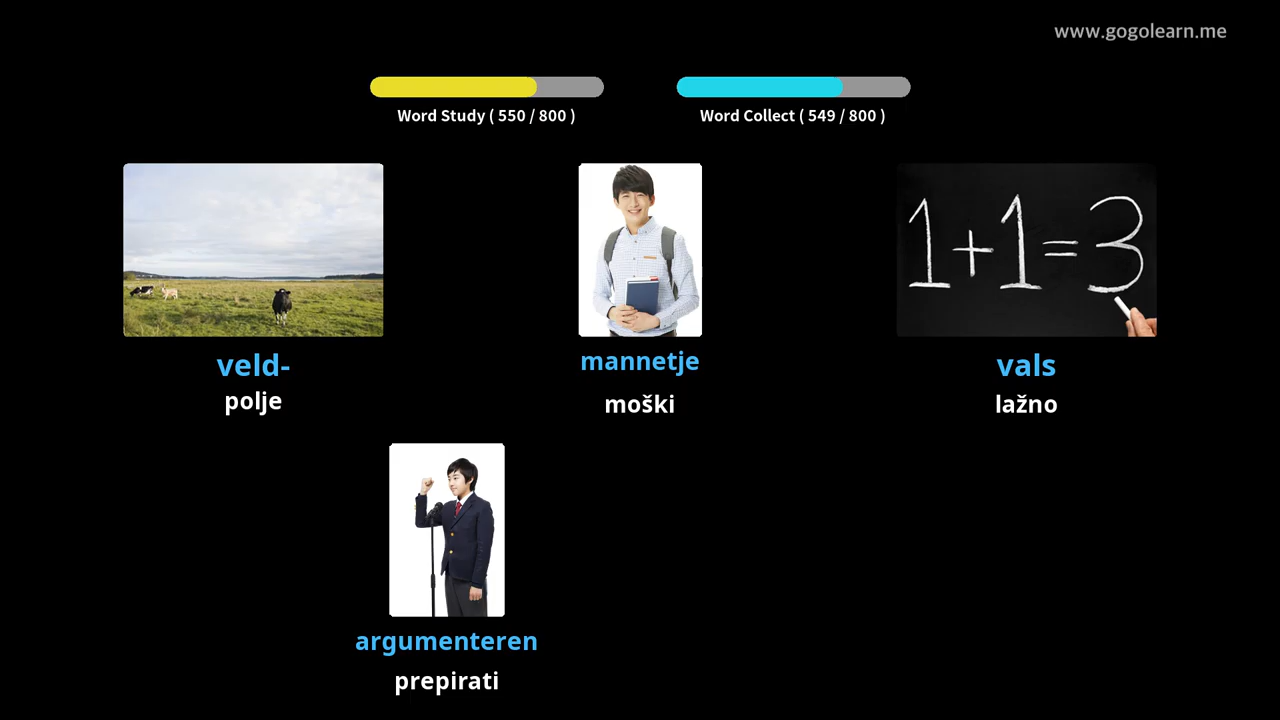 www.gogolearn.me
Word Study ( 550 / 800 )
Word Collect ( 549 / 800 )
1+1=3
veld-
polje
mannetje
moški
vals
lažno
argumenteren
prepirati